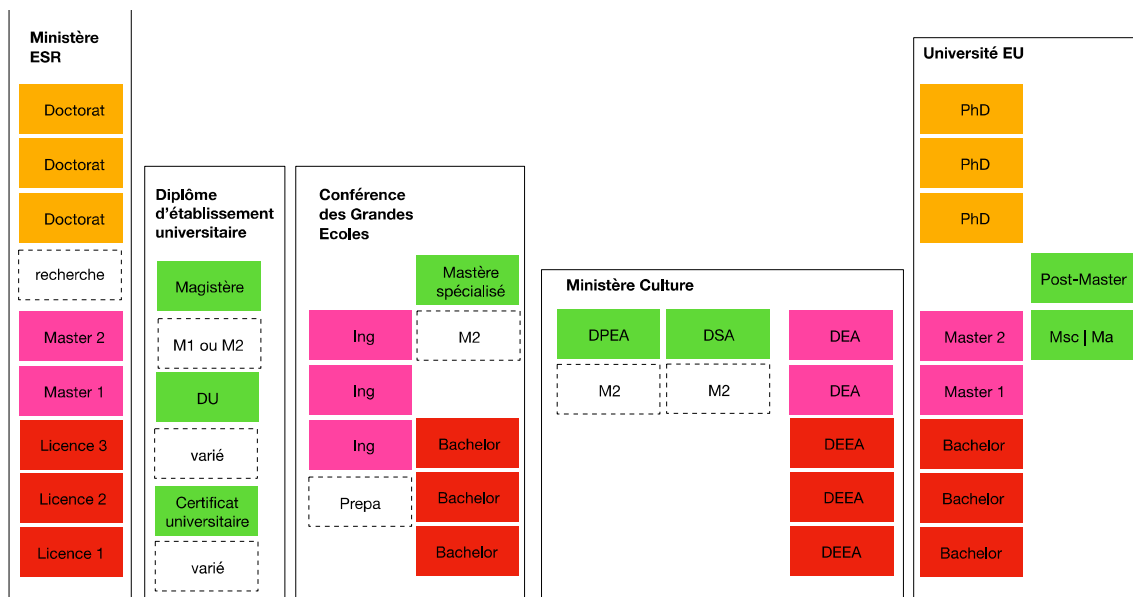 Ministère
ESR
Doctorat
Doctorat
Doctorat
recherche
Master 2
Master 1
Licence 3
Licence 2
Licence 1
Diplôme
d'établissement
universitaire
Magistère
M1 ou M2
DU
varié
Certificat
universitaire
varié
Conférence
des Grandes
Ecoles
Ing
Ing
Ing
Prepa
Mastère
spécialisé
M2
Bachelor
Bachelor
Bachelor
Ministère Culture
DPEA
M2
DSA
M2
DEA
DEA
DEEA
DEEA
DEEA
Université EU
PhD
PhD
PhD
Master 2
Master 1
Bachelor
Bachelor
Bachelor
Post-Master
Msc | Ma